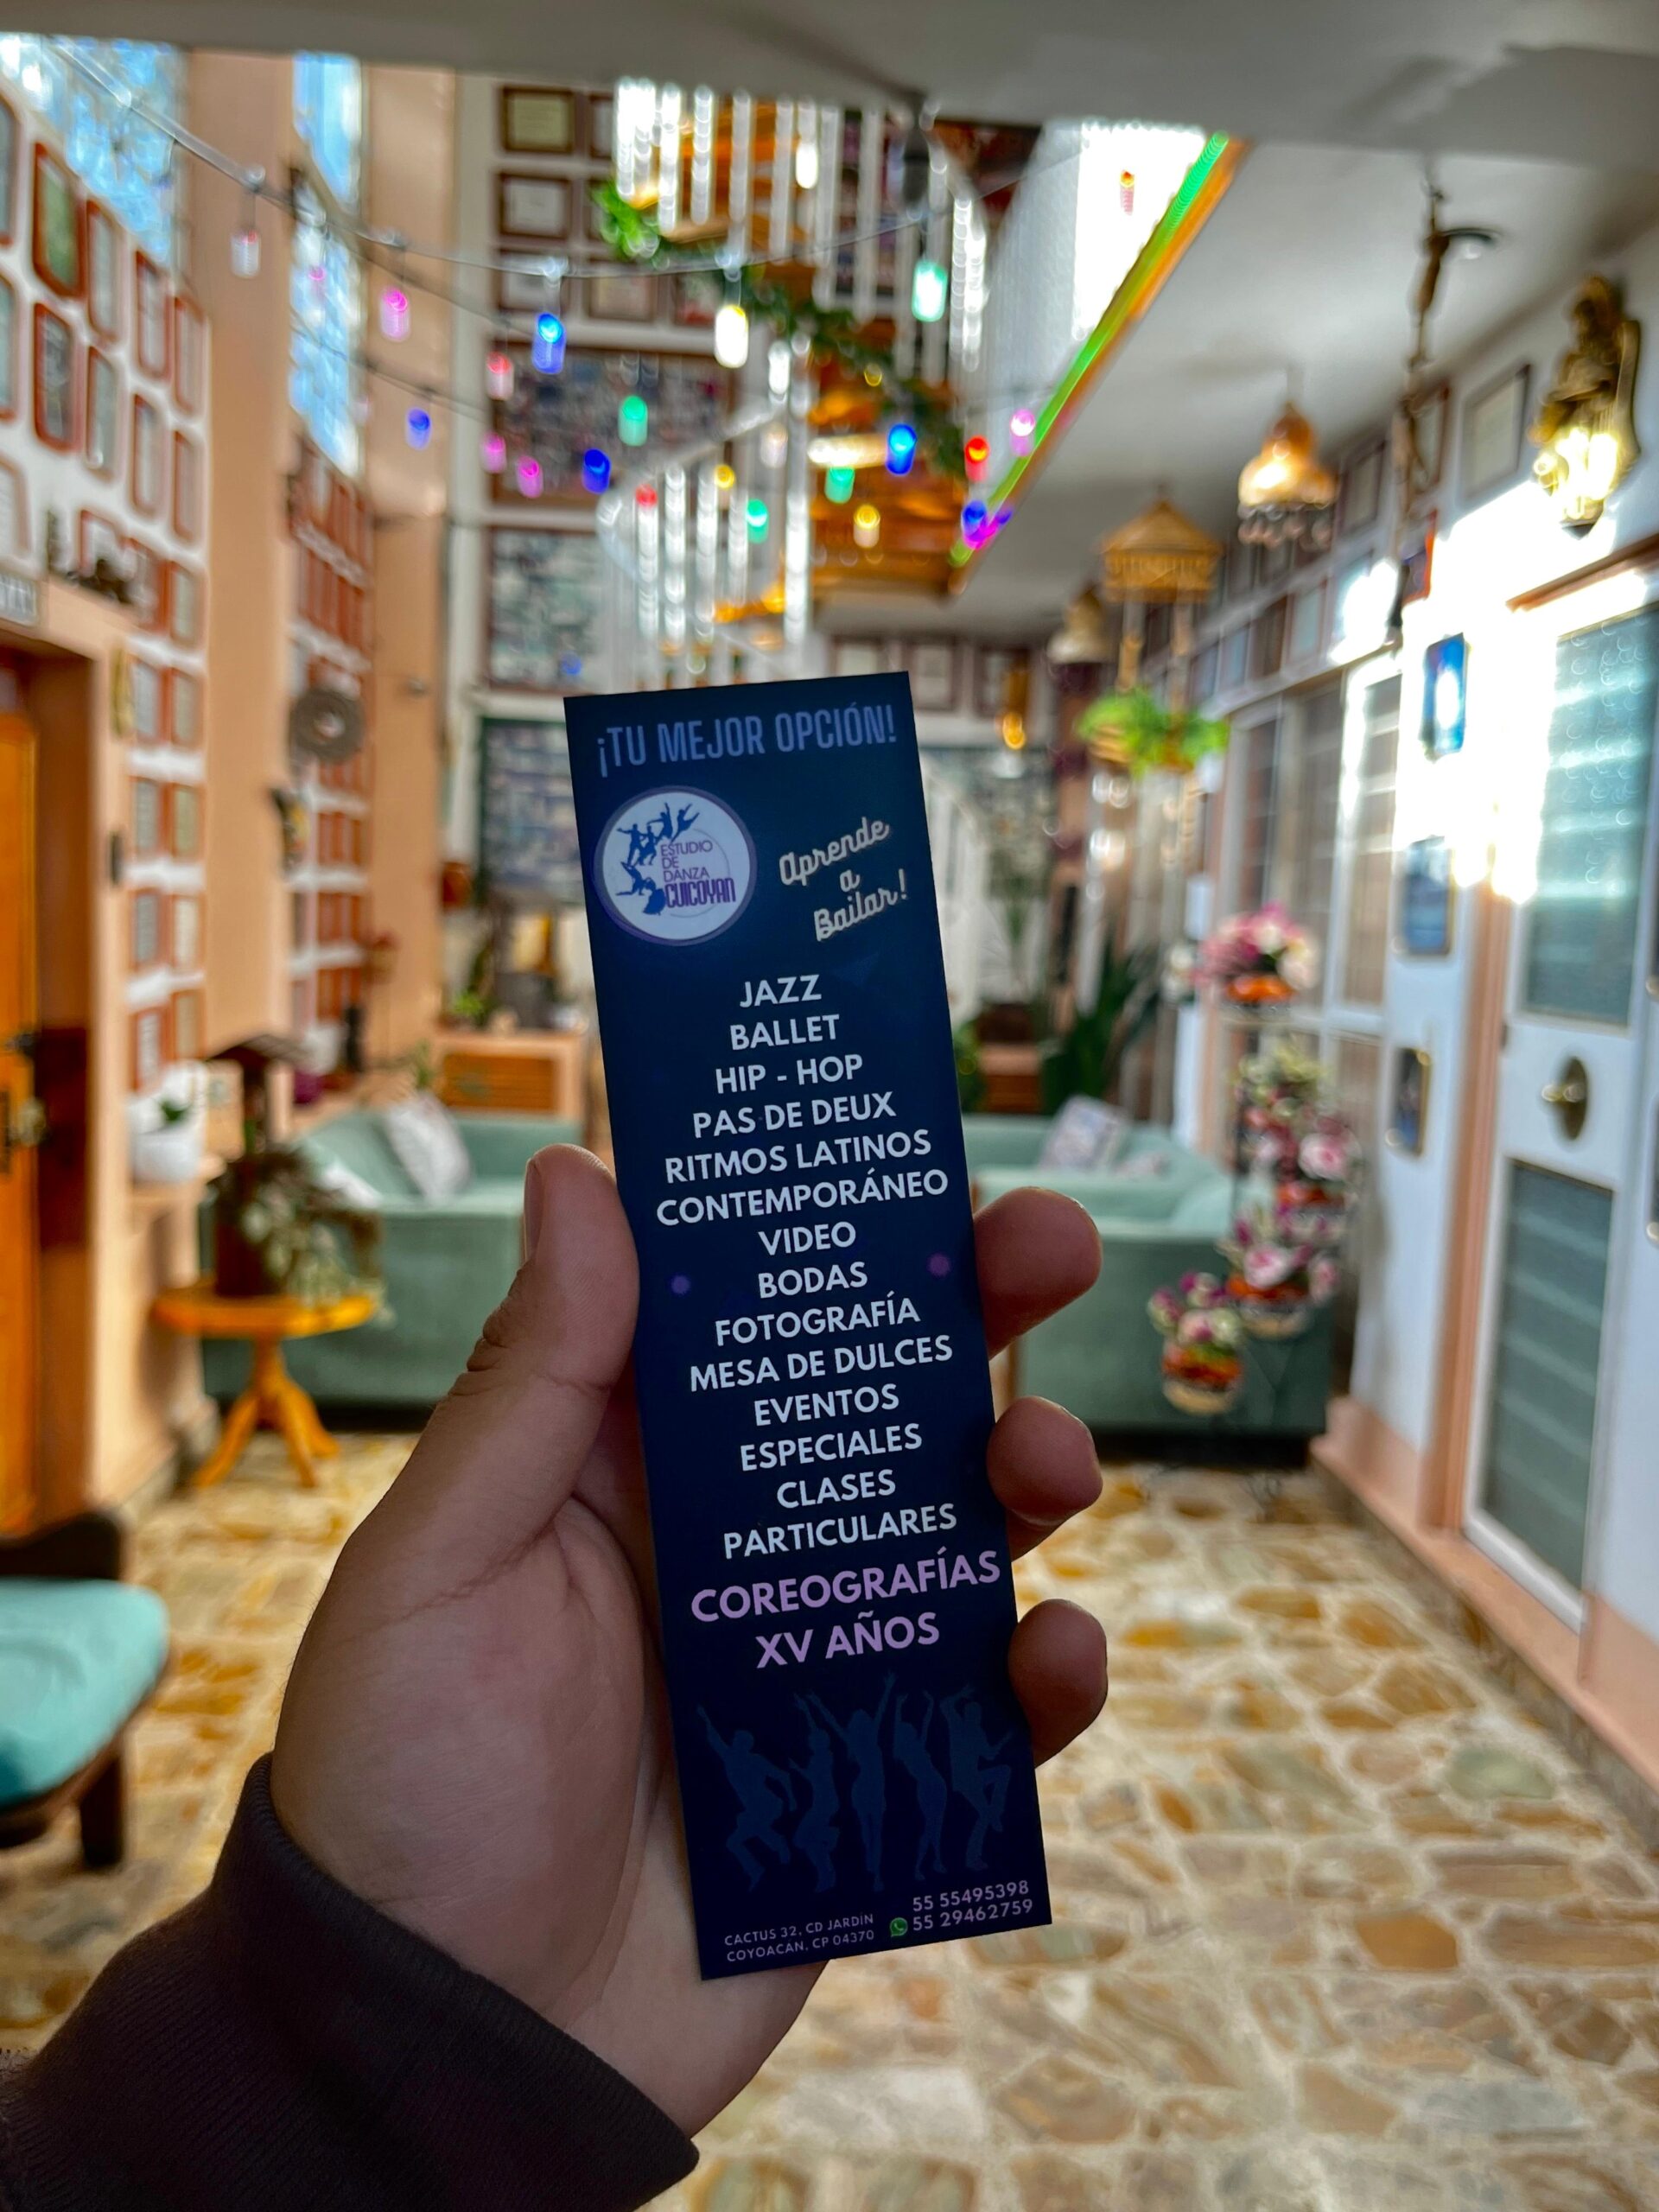 ¡TU MEJOR OPCIÓN!
ESTUDIO
DE
DANZA
CUICOYAN
Aprende
a
Bailar!
JAZZ
BALLET
HIP - HOP
PAS DE DEUX
RITMOS LATINOS
CONTEMPORÁNEO
VIDEO
BODAS
FOTOGRAFÍA
MESA DE DULCES
EVENTOS
ESPECIALES
CLASES
PARTICULARES
COREOGRAFÍAS
XV AÑOS
CACTUS 32, CD JARDÍN
COYOACAN, CP 04370
55 55495398
55 29462759